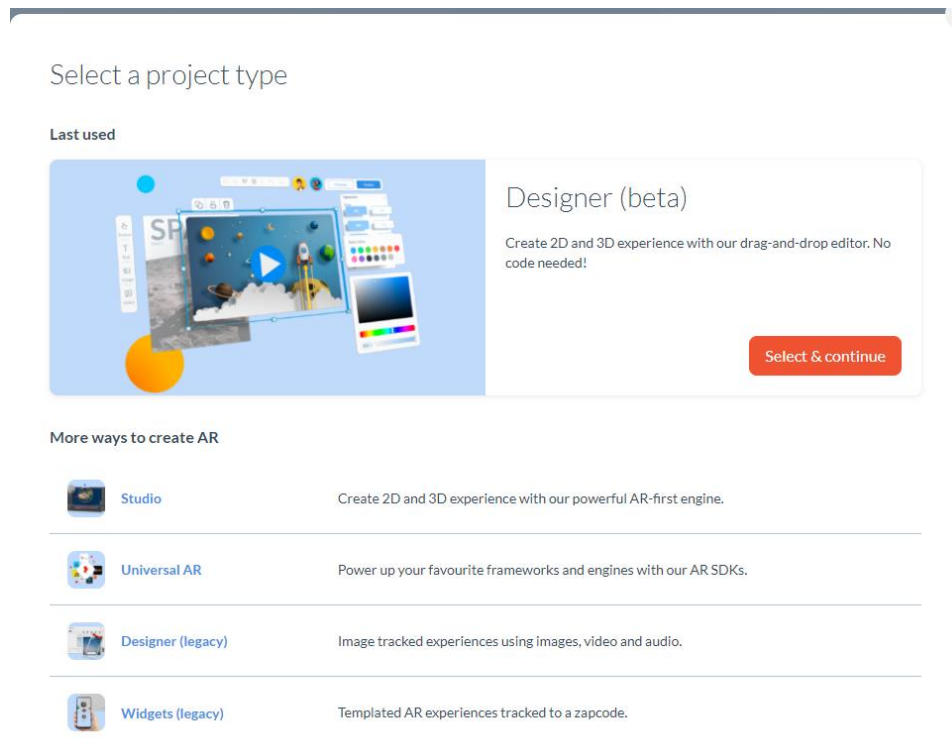 Select a project type
Last used
SPA
Designer (beta)
Create 2D and 3D experience with our drag-and-drop editor. No
code needed!
Select & continue
More ways to create AR
Studio
Create 2D and 3D experience with our powerful AR-first engine.
Universal AR
Power up your favourite frameworks and engines with our AR SDKs.
Designer (legacy)
Image tracked experiences using images, video and audio.
Widgets (legacy)
Templated AR experiences tracked to a zapcode.